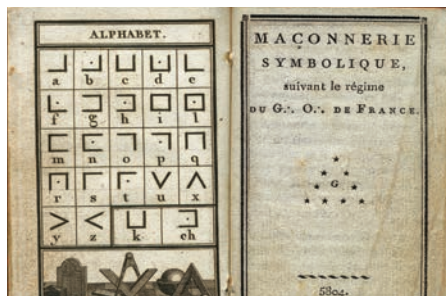 ALPHABET.
a b c d e
f g h i l
m n o p q
r s t u x
y z k ch
MAÇONNERIE
SYMBOLIQUE,
suivant le régime
DU G∴ O∴ DE FRANCE.
G
5804.